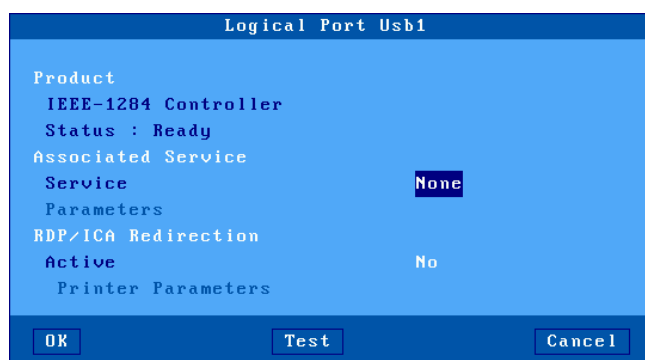 Logical Port Usb1
Product
IEEE-1284 Controller
Status : Ready
Associated Service
Service None
Parameters
RDP/ICA Redirection
Active No
Printer Parameters
OK Test Cancel